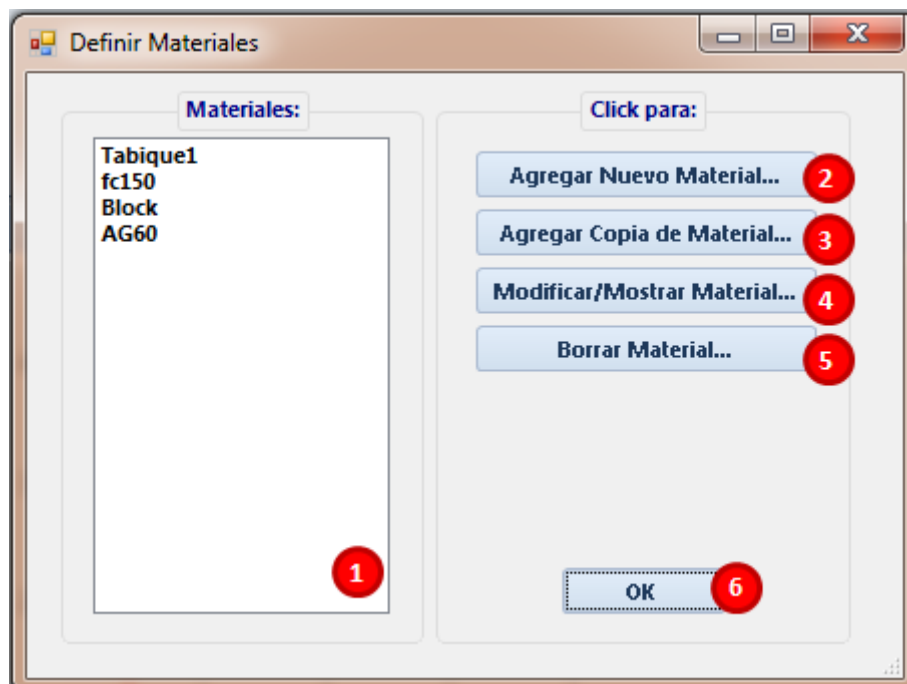 Definir Materiales
Materiales:
Tabique1
fc150
Block
AG60
1
Click para:
Agregar Nuevo Material... 2
Agregar Copia de Material... 3
Modificar/Mostrar Material... 4
Borrar Material... 5
OK 6